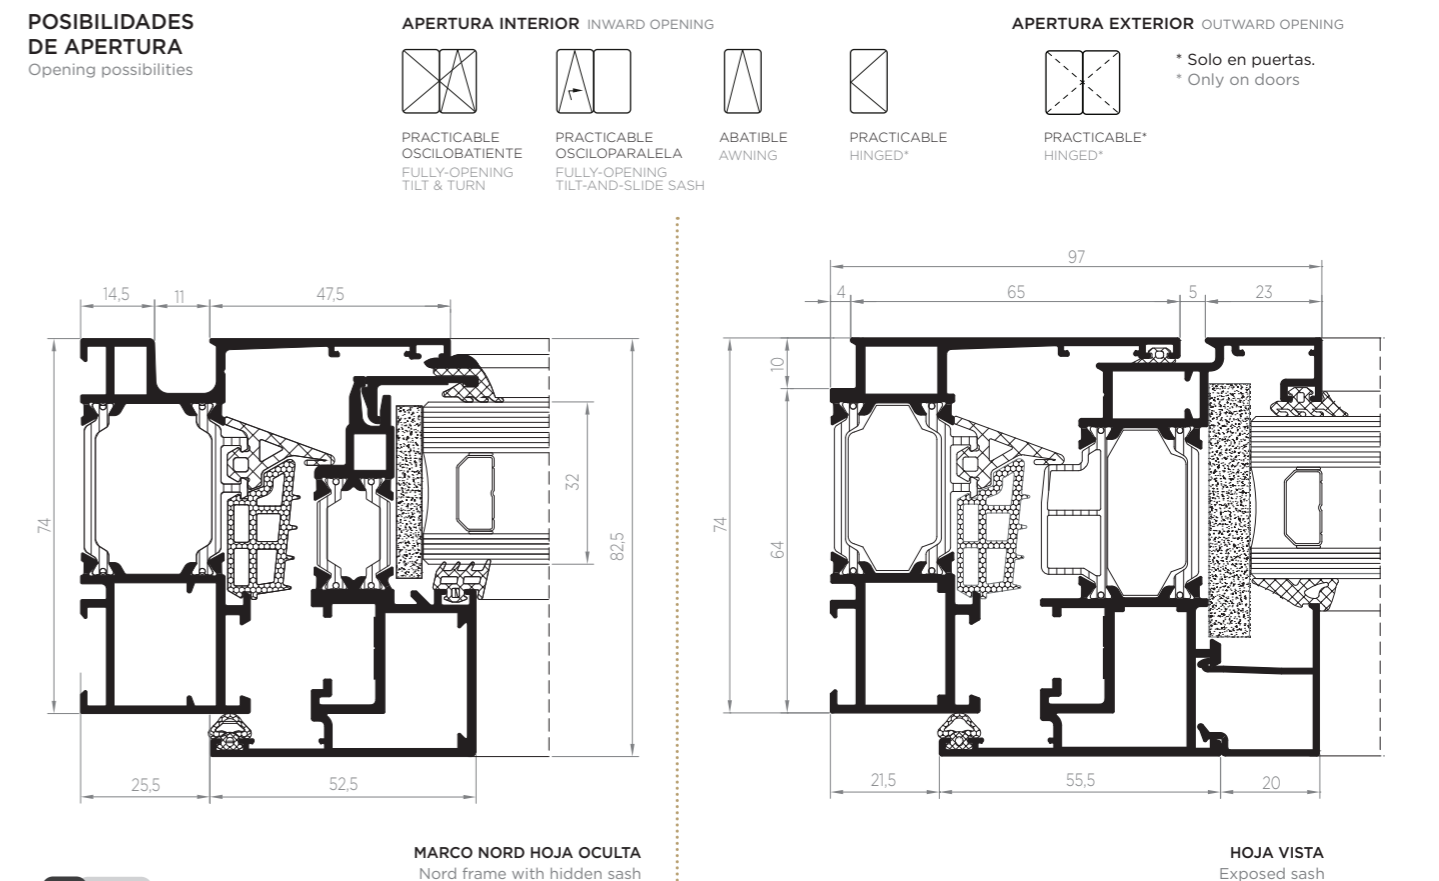 POSIBILIDADES
DE APERTURA
Opening possibilities
APERTURA INTERIOR INWARD OPENING
PRACTICABLE
OSCILOBATIENTE
FULLY-OPENING
TILT & TURN
PRACTICABLE
OSCILOPARALELA
FULLY-OPENING
TILT-AND-SLIDE SASH
ABATIBLE
AWNING
PRACTICABLE
HINGED*
APERTURA EXTERIOR OUTWARD OPENING
* Solo en puertas.
* Only on doors
PRACTICABLE*
HINGED*
14,5
11
47,5
74
32
82,5
25,5
52,5
MARCO NORD HOJA OCULTA
Nord frame with hidden sash
97
4
65
5
23
10
74
64
21,5
55,5
20
HOJA VISTA
Exposed sash